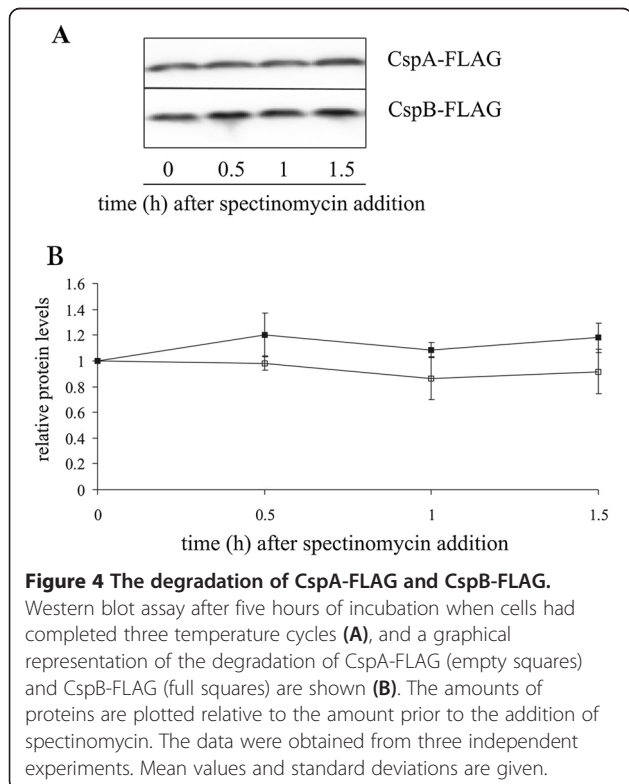 A
CspA-FLAG
CspB-FLAG
0 0.5 1 1.5
time (h) after spectinomycin addition
B
1.6
1.4
1.2
1
0.8
0.6
0.4
0.2
0
relative protein levels
0 0.5 1 1.5
time (h) after spectinomycin addition
Figure 4 The degradation of CspA-FLAG and CspB-FLAG.
Western blot assay after five hours of incubation when cells had
completed three temperature cycles (A), and a graphical
representation of the degradation of CspA-FLAG (empty squares)
and CspB-FLAG (full squares) are shown (B). The amounts of
proteins are plotted relative to the amount prior to the addition of
spectinomycin. The data were obtained from three independent
experiments. Mean values and standard deviations are given.